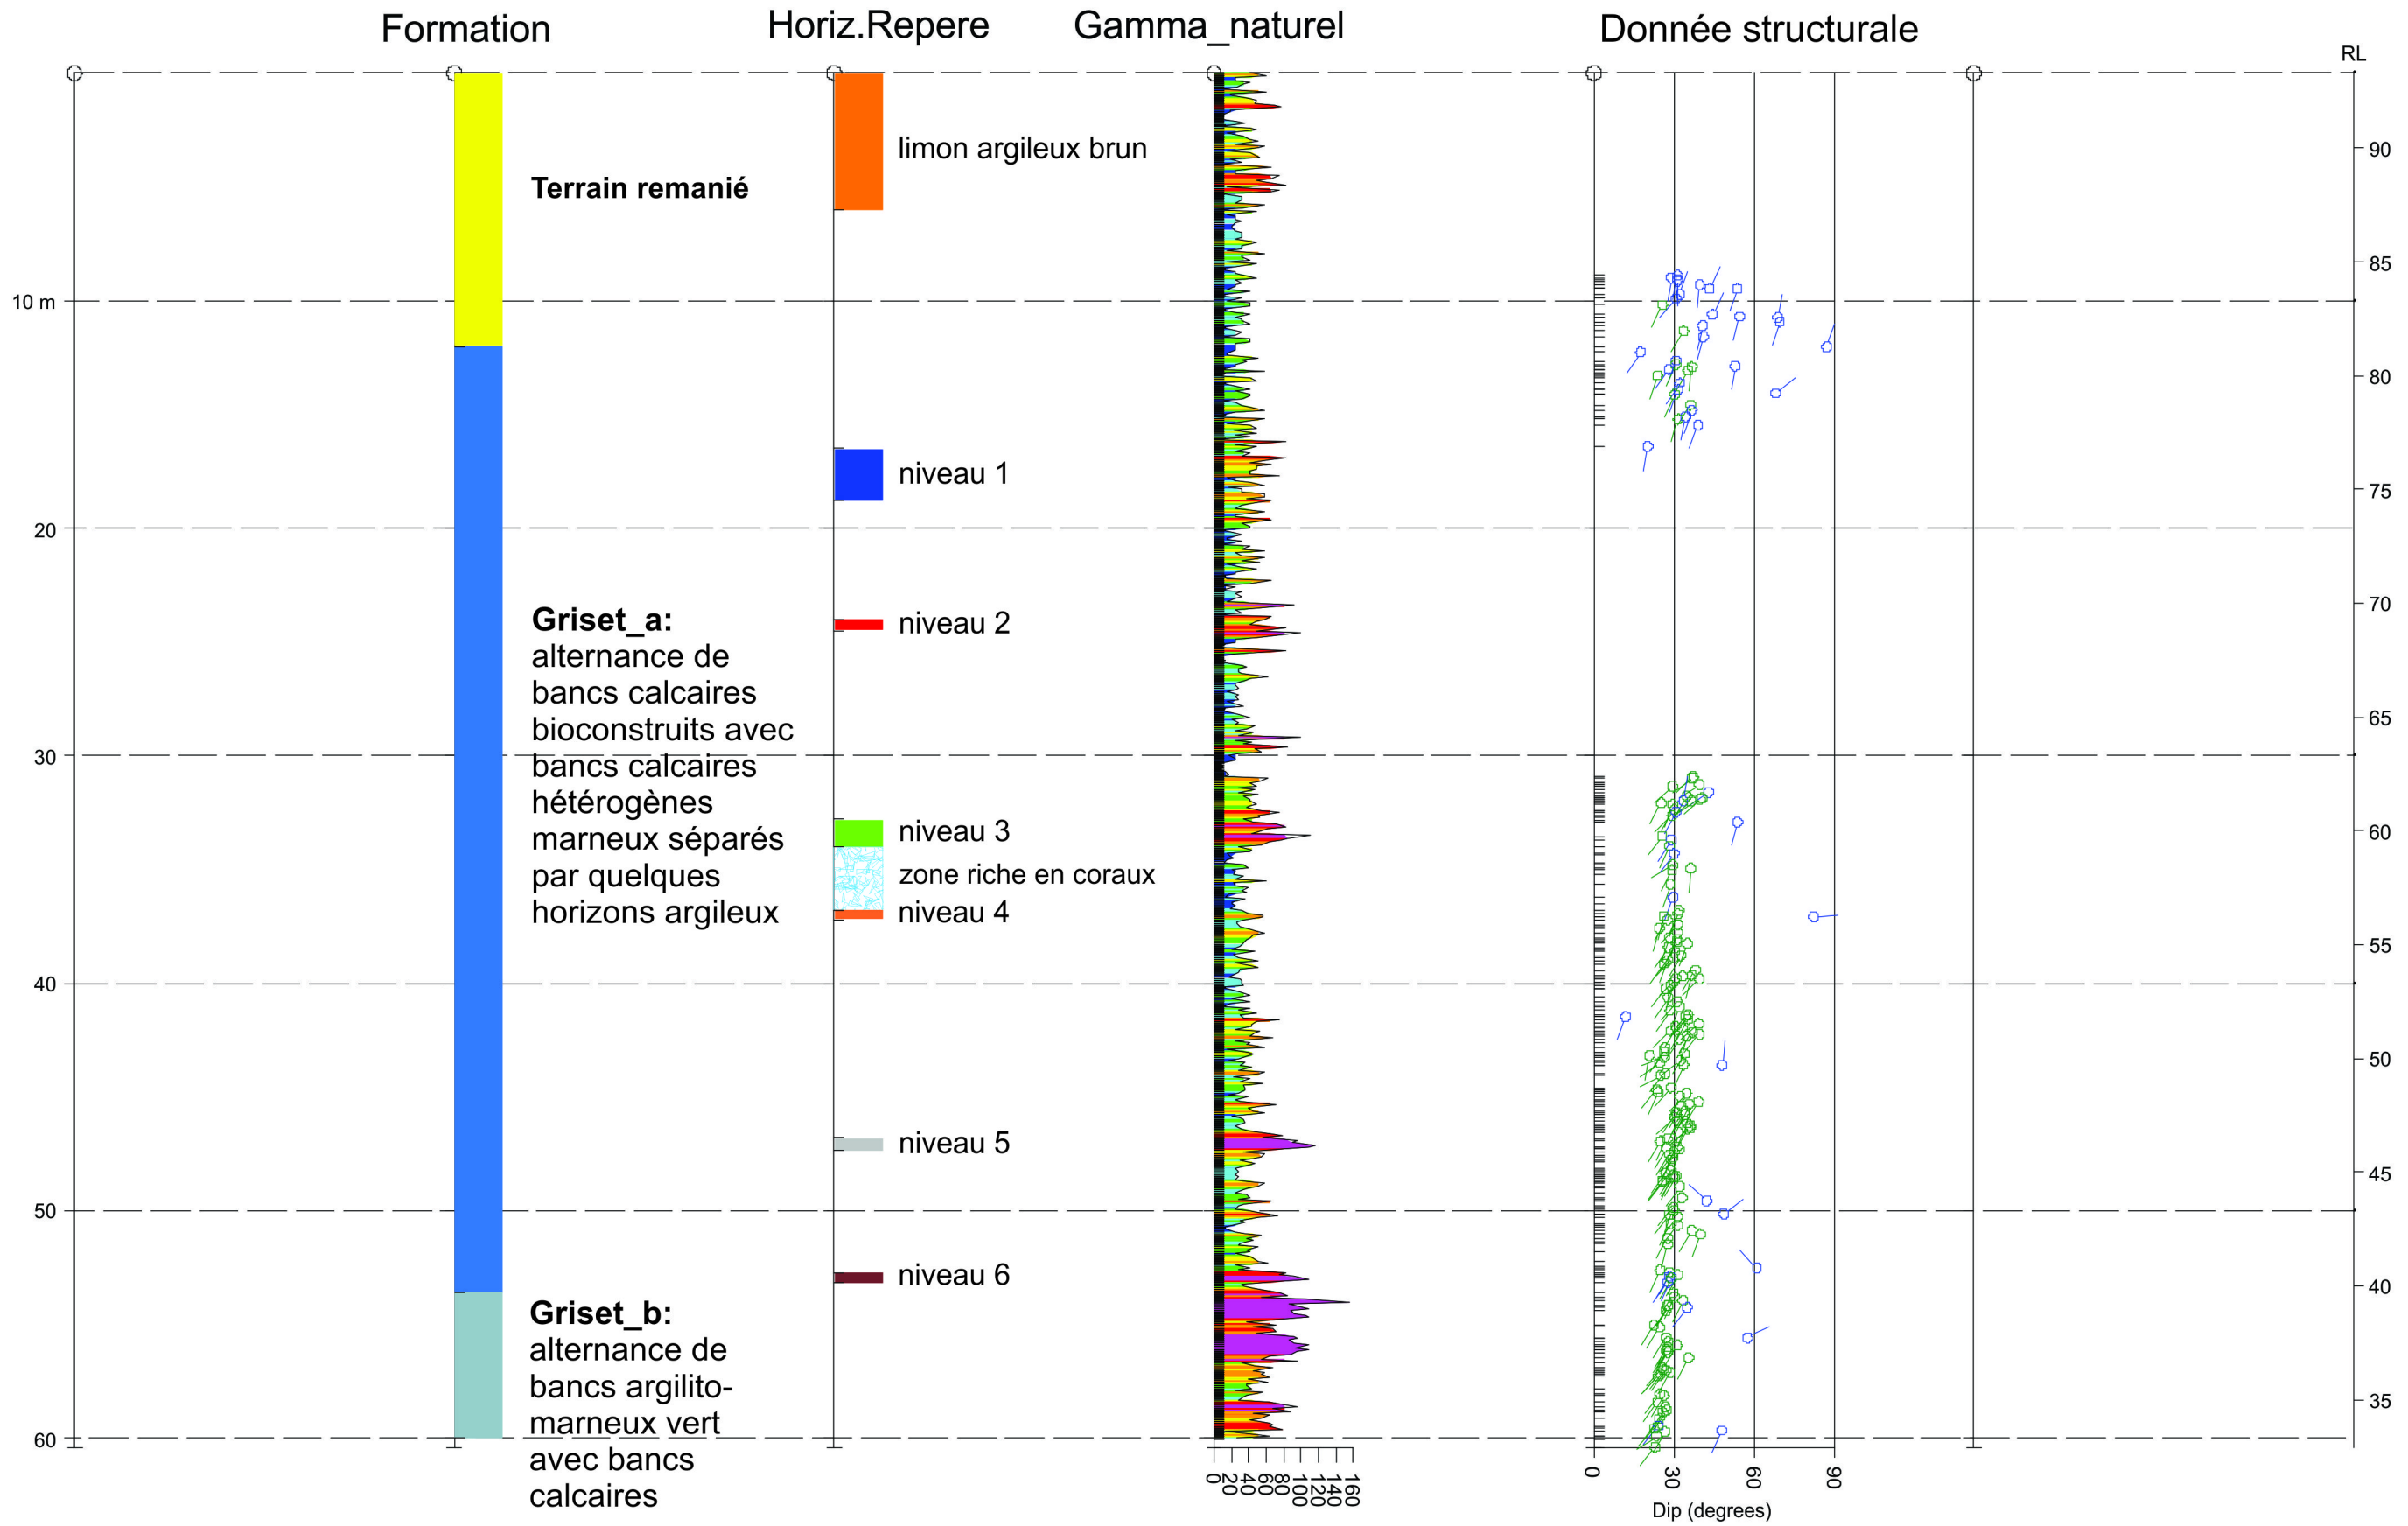 Formation
Horiz.Repere
Gamma_naturel
Donnée structurale
RL
limon argileux brun
90
Terrain remanié
85
10 m
80
niveau 1
75
20
70
Griset_a:
niveau 2
alternance de
bancs calcaires
bioconstruits avec
65
30
bancs calcaires
hétérogènes
niveau 3
60
marneux séparés
par quelques
zone riche en coraux
horizons argileux
niveau 4
55
40
50
niveau 5
45
50
niveau 6
40
Griset_b:
alternance de
bancs argilito-
35
marneux vert
60
avec bancs
calcaires
0 20 40 60 80 100 120 140 160
0 30 60 90
Dip (degrees)